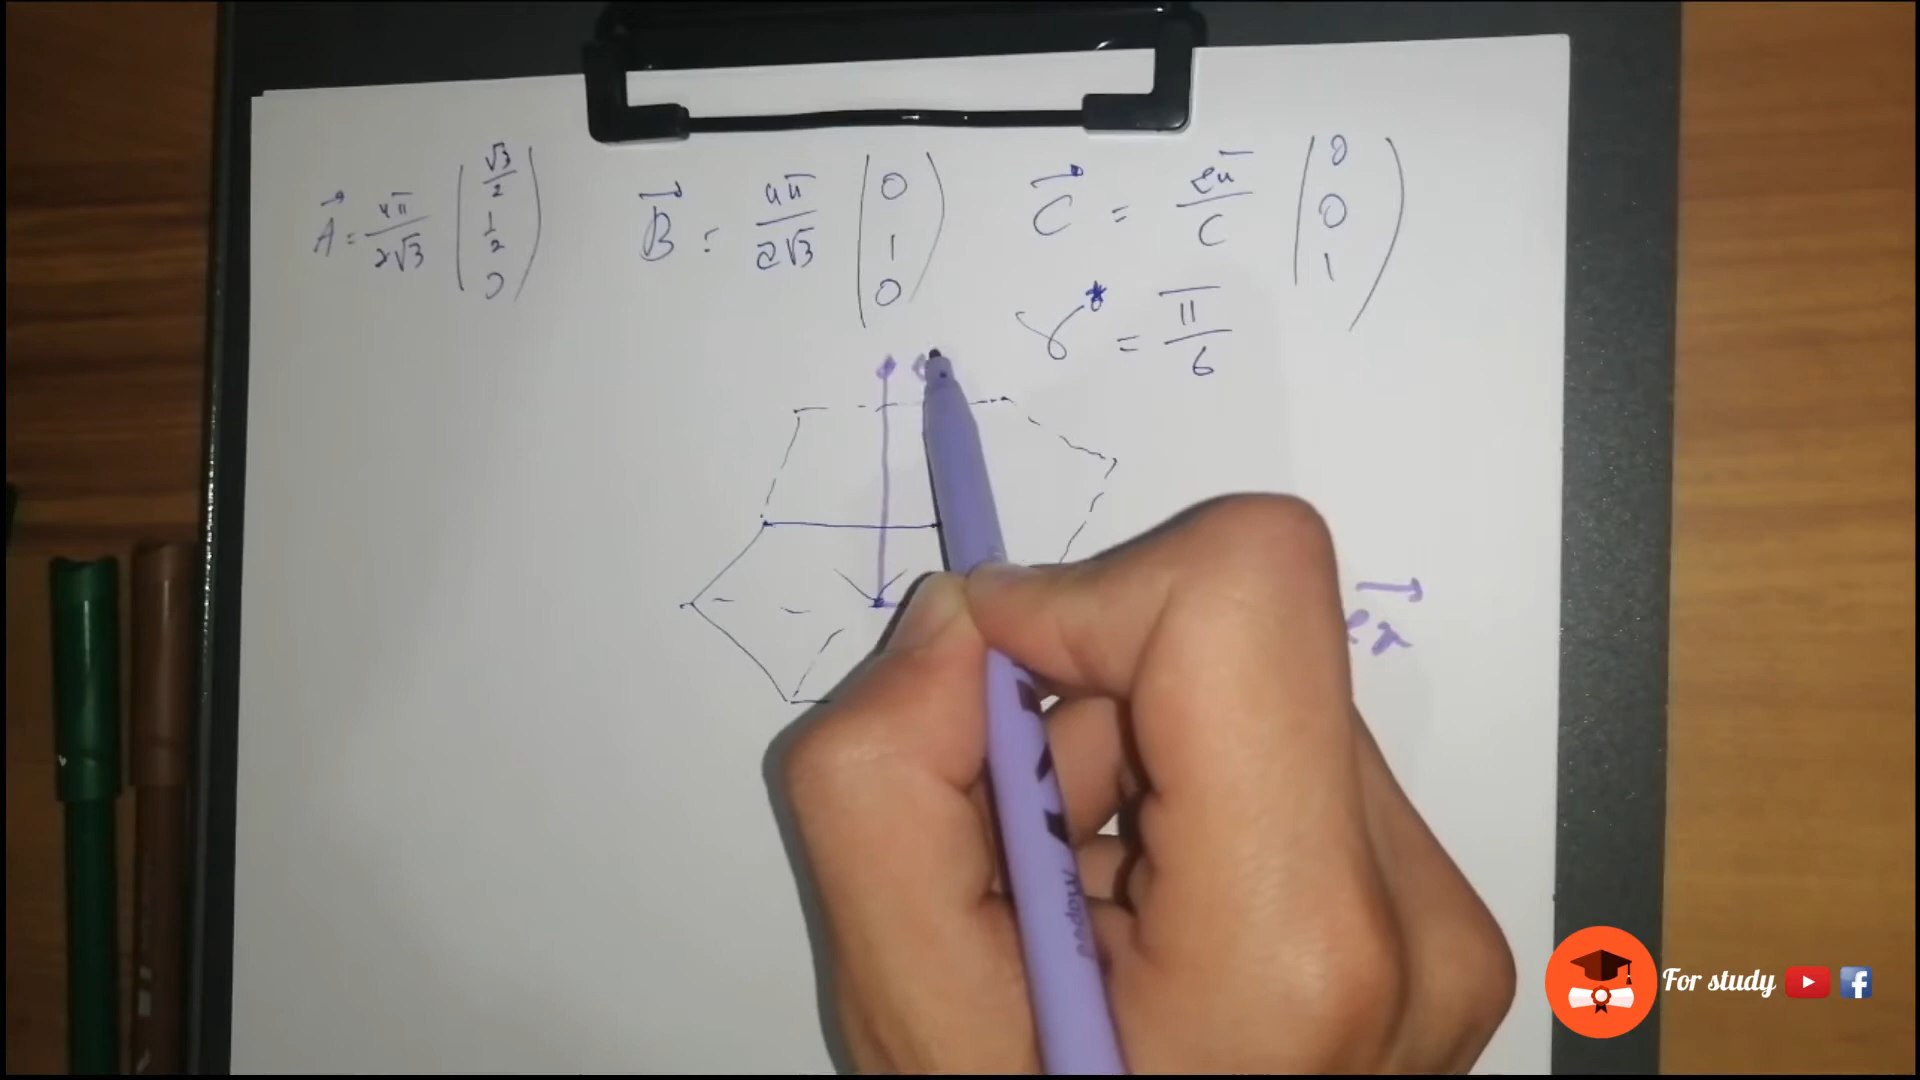 A⃗ = 4π/2√3 (√3/2 1/2 0) B⃗ = 4π/2√3 (0 1 0) C⃗ = 2π/C (0 0 1)
γ* = π/6
e⃗x
Maped
For study